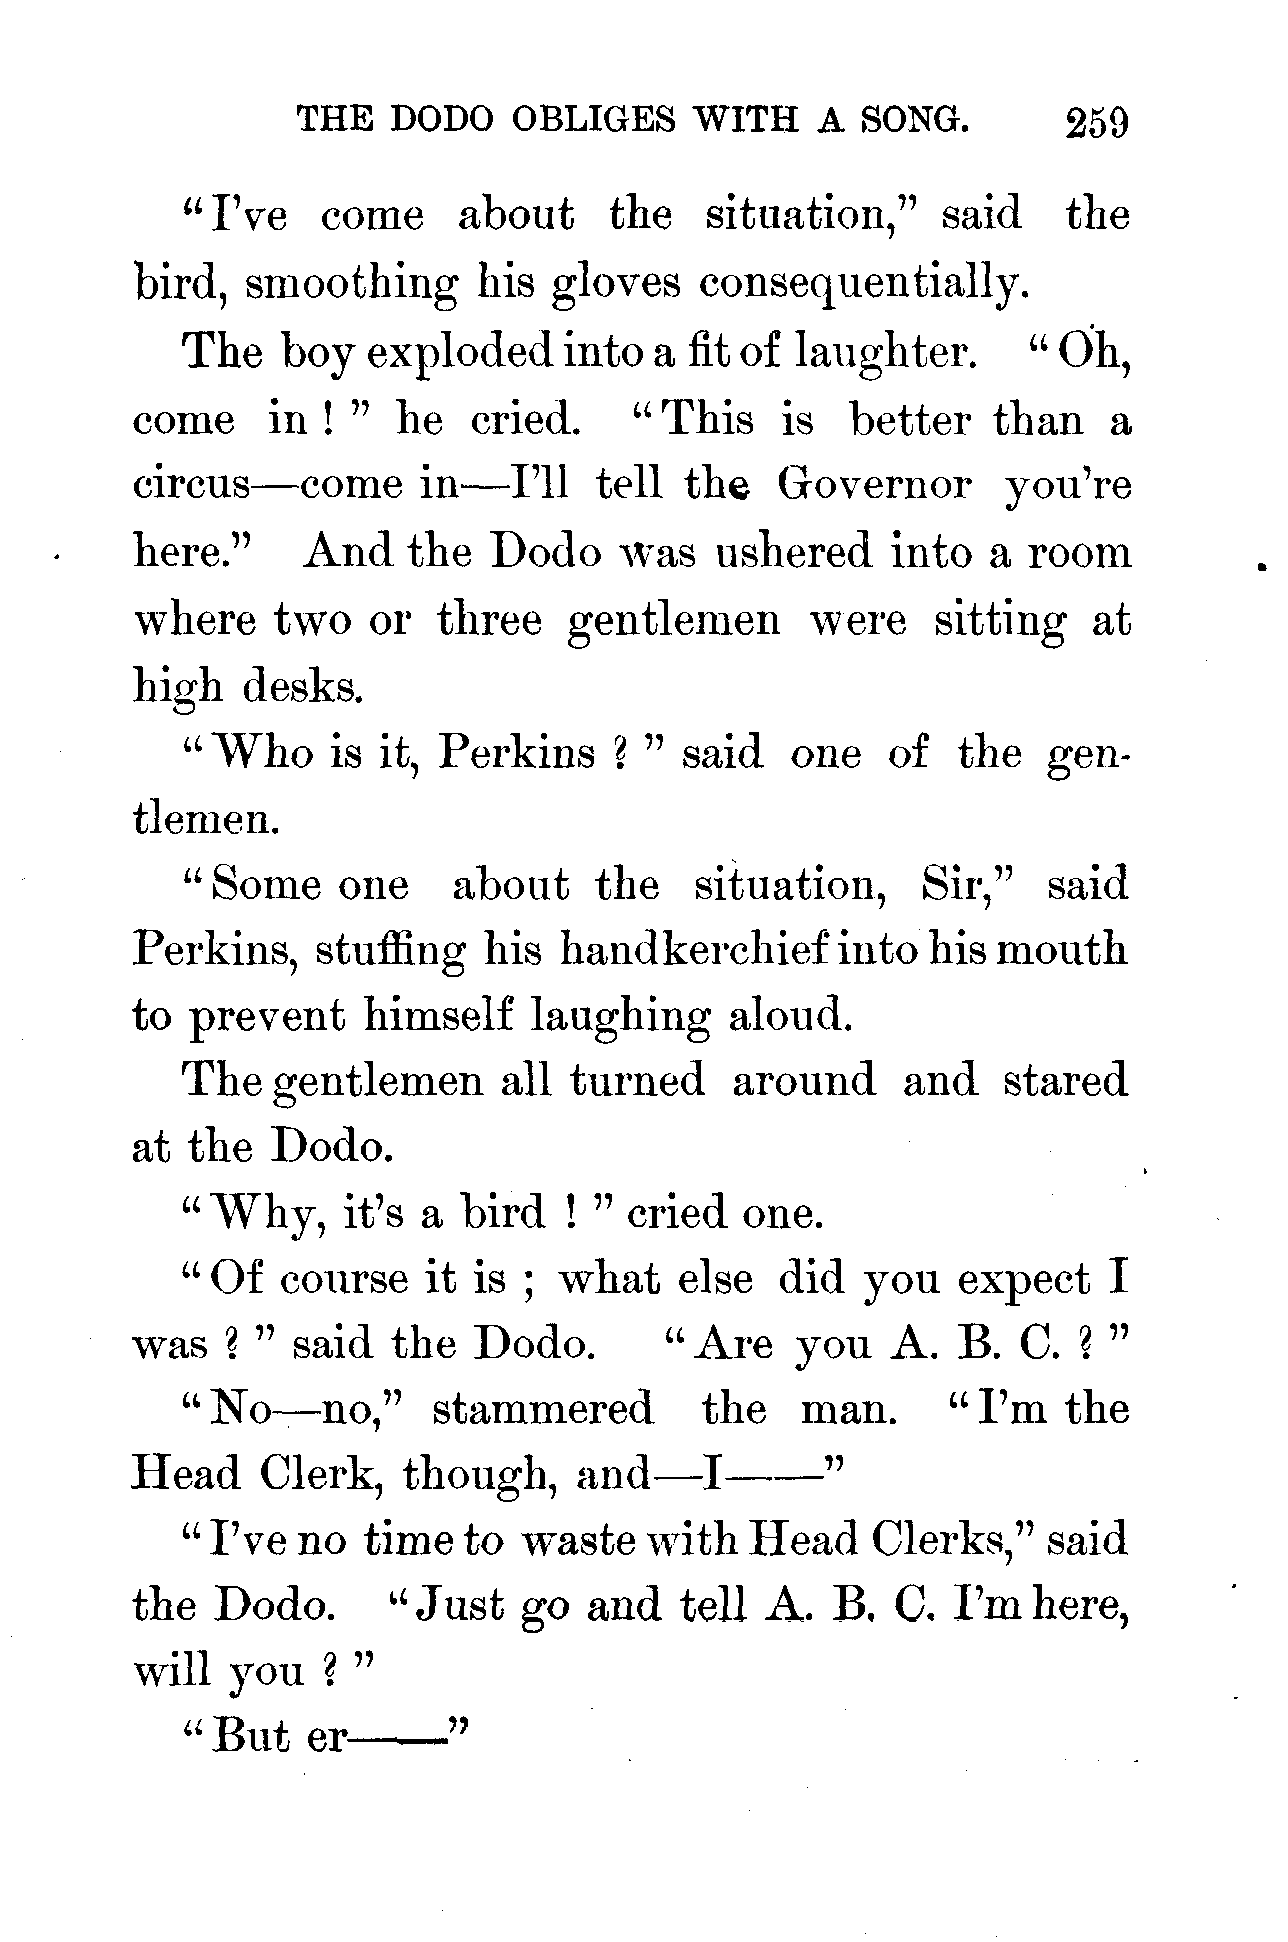 THE DODO OBLIGES WITH A SONG. 259
"I've come about the situation," said the
bird, smoothing his gloves consequentially.
The boy exploded into a fit of laughter. "Oh,
come in!" he cried. "This is better than a
circus—come in—I'll tell the Governor you're
here." And the Dodo was ushered into a room
where two or three gentlemen were sitting at
high desks.
"Who is it, Perkins?" said one of the gen-
tlemen.
"Some one about the situation, Sir," said
Perkins, stuffing his handkerchief into his mouth
to prevent himself laughing aloud.
The gentlemen all turned around and stared
at the Dodo.
"Why, it's a bird!" cried one.
"Of course it is; what else did you expect I
was?" said the Dodo. "Are you A. B. C.?"
"No—no," stammered the man. "I'm the
Head Clerk, though, and—I——"
"I've no time to waste with Head Clerks," said
the Dodo. "Just go and tell A. B. C. I'm here,
will you?"
"But er——"